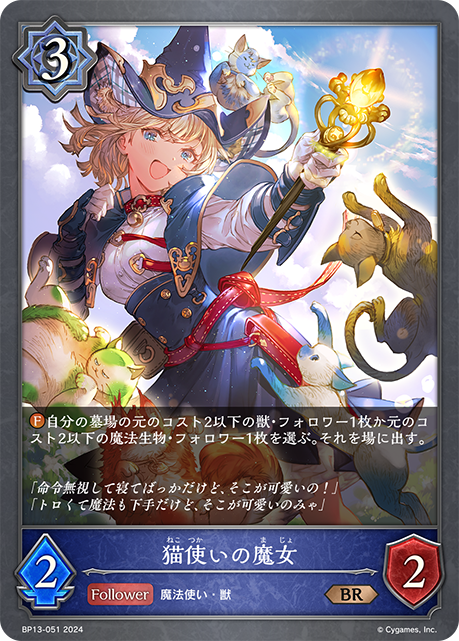 3
Ⓕ自分の墓場の元のコスト2以下の獣・フォロワー1枚か元のコ
スト2以下の魔法生物・フォロワー1枚を選ぶ。それを場に出す。
「命令無視して寝てばっかだけど、そこが可愛いの！」
「トロくて魔法も下手だけど、そこが可愛いのみゃ」
ねこ つか まじょ
猫使いの魔女
2
Follower 魔法使い・獣 BR
2
BP13-051 2024 © Cygames, Inc.